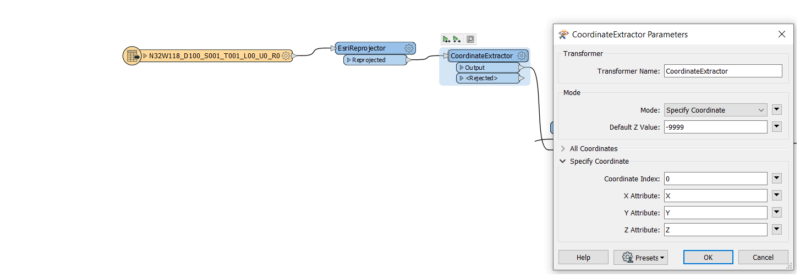 N32W118_D100_S001_T001_L00_U0_R0
EsriReprojector
Reprojected
CoordinateExtractor
Output
<Rejected>
CoordinateExtractor Parameters
Transformer
Transformer Name: CoordinateExtractor
Mode
Mode: Specify Coordinate
Default Z Value: -9999
All Coordinates
Specify Coordinate
Coordinate Index: 0
X Attribute: X
Y Attribute: Y
Z Attribute: Z
Help Presets OK Cancel